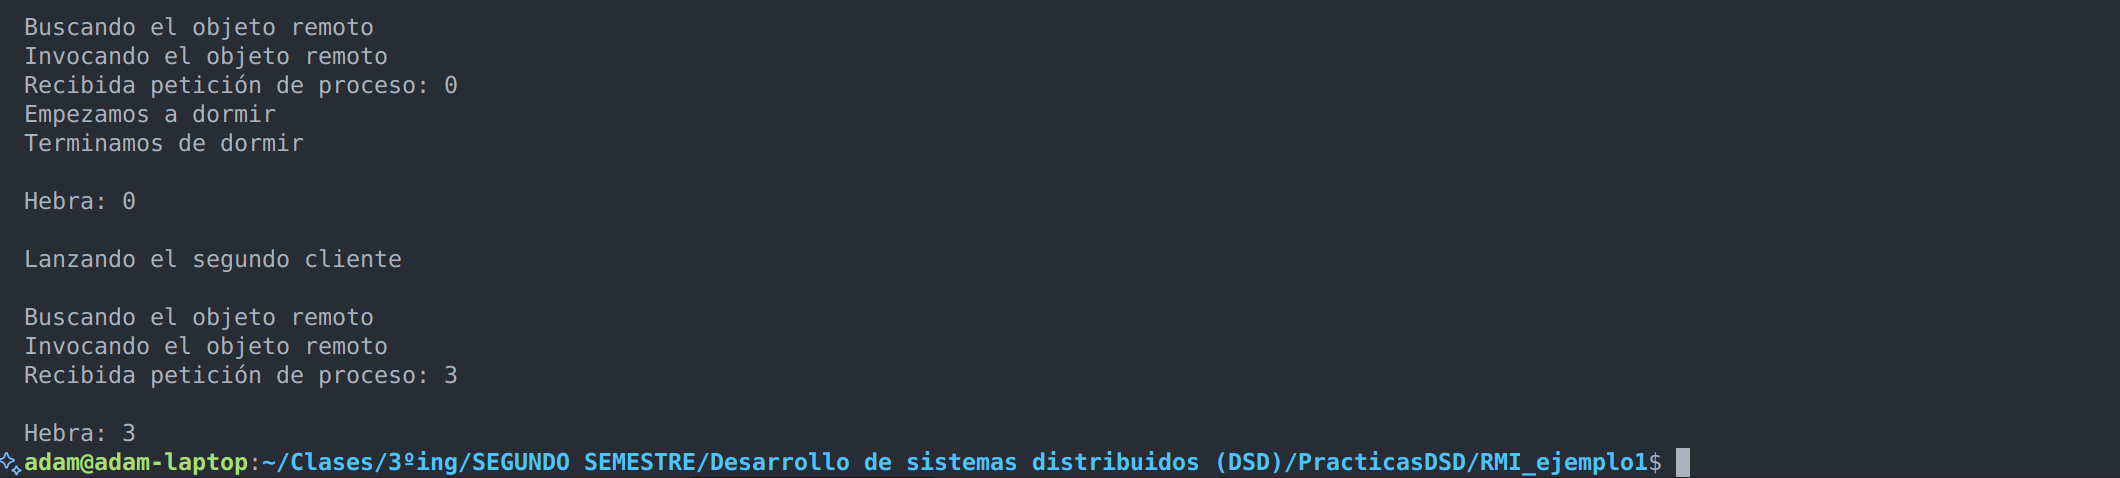 Buscando el objeto remoto
Invocando el objeto remoto
Recibida petición de proceso: 0
Empezamos a dormir
Terminamos de dormir
Hebra: 0
Lanzando el segundo cliente
Buscando el objeto remoto
Invocando el objeto remoto
Recibida petición de proceso: 3
Hebra: 3
adam@adam-laptop:~/Clases/3ºing/SEGUNDO SEMESTRE/Desarrollo de sistemas distribuidos (DSD)/PracticasDSD/RMI_ejemplo1$